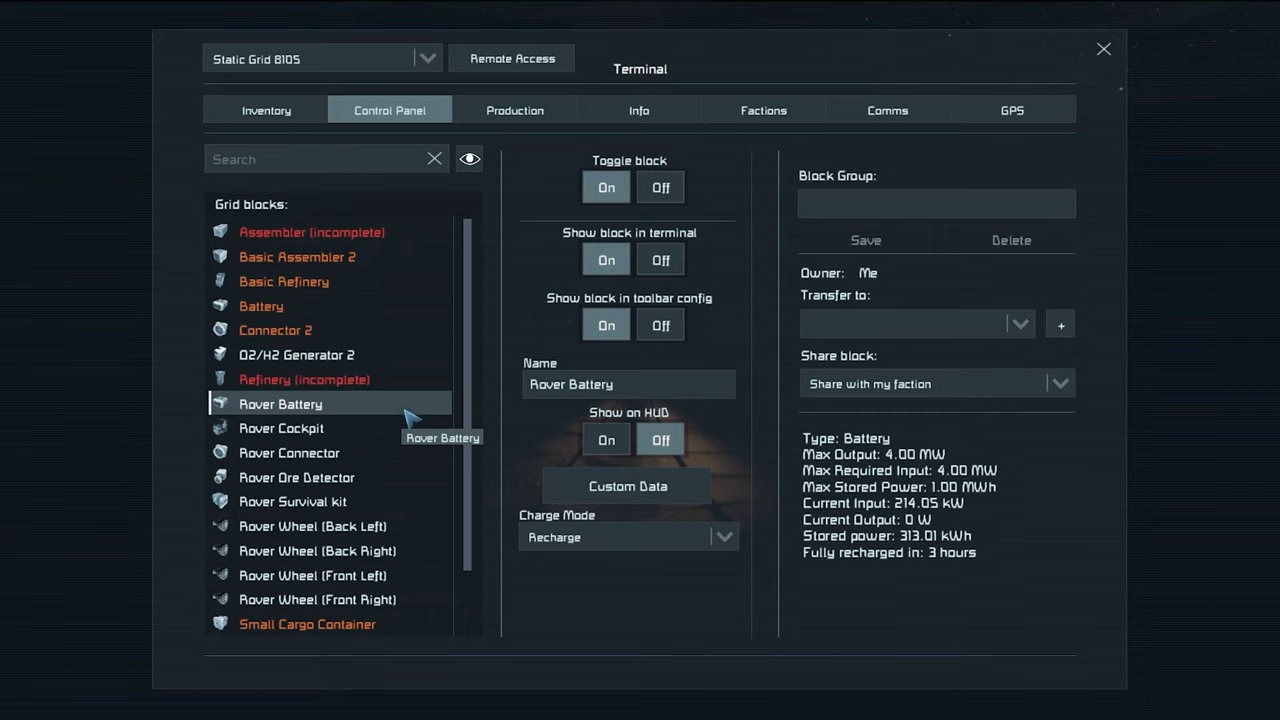 Static Grid 8105
Remote Access
Terminal
Inventory
Control Panel
Production
Info
Factions
Comms
GPS
Search
Grid blocks:
Assembler (incomplete)
Basic Assembler 2
Basic Refinery
Battery
Connector 2
O2/H2 Generator 2
Refinery (incomplete)
Rover Battery
Rover Cockpit
Rover Battery
Rover Connector
Rover Ore Detector
Rover Survival kit
Rover Wheel (Back Left)
Rover Wheel (Back Right)
Rover Wheel (Front Left)
Rover Wheel (Front Right)
Small Cargo Container
Toggle block
On Off
Show block in terminal
On Off
Show block in toolbar config
On Off
Name
Rover Battery
Show on HUD
On Off
Custom Data
Charge Mode
Recharge
Block Group:
Save Delete
Owner: Me
Transfer to:
+
Share block:
Share with my faction
Type: Battery
Max Output: 4.00 MW
Max Required Input: 4.00 MW
Max Stored Power: 1.00 MWh
Current Input: 214.05 kW
Current Output: 0 W
Stored power: 313.01 kWh
Fully recharged in: 3 hours